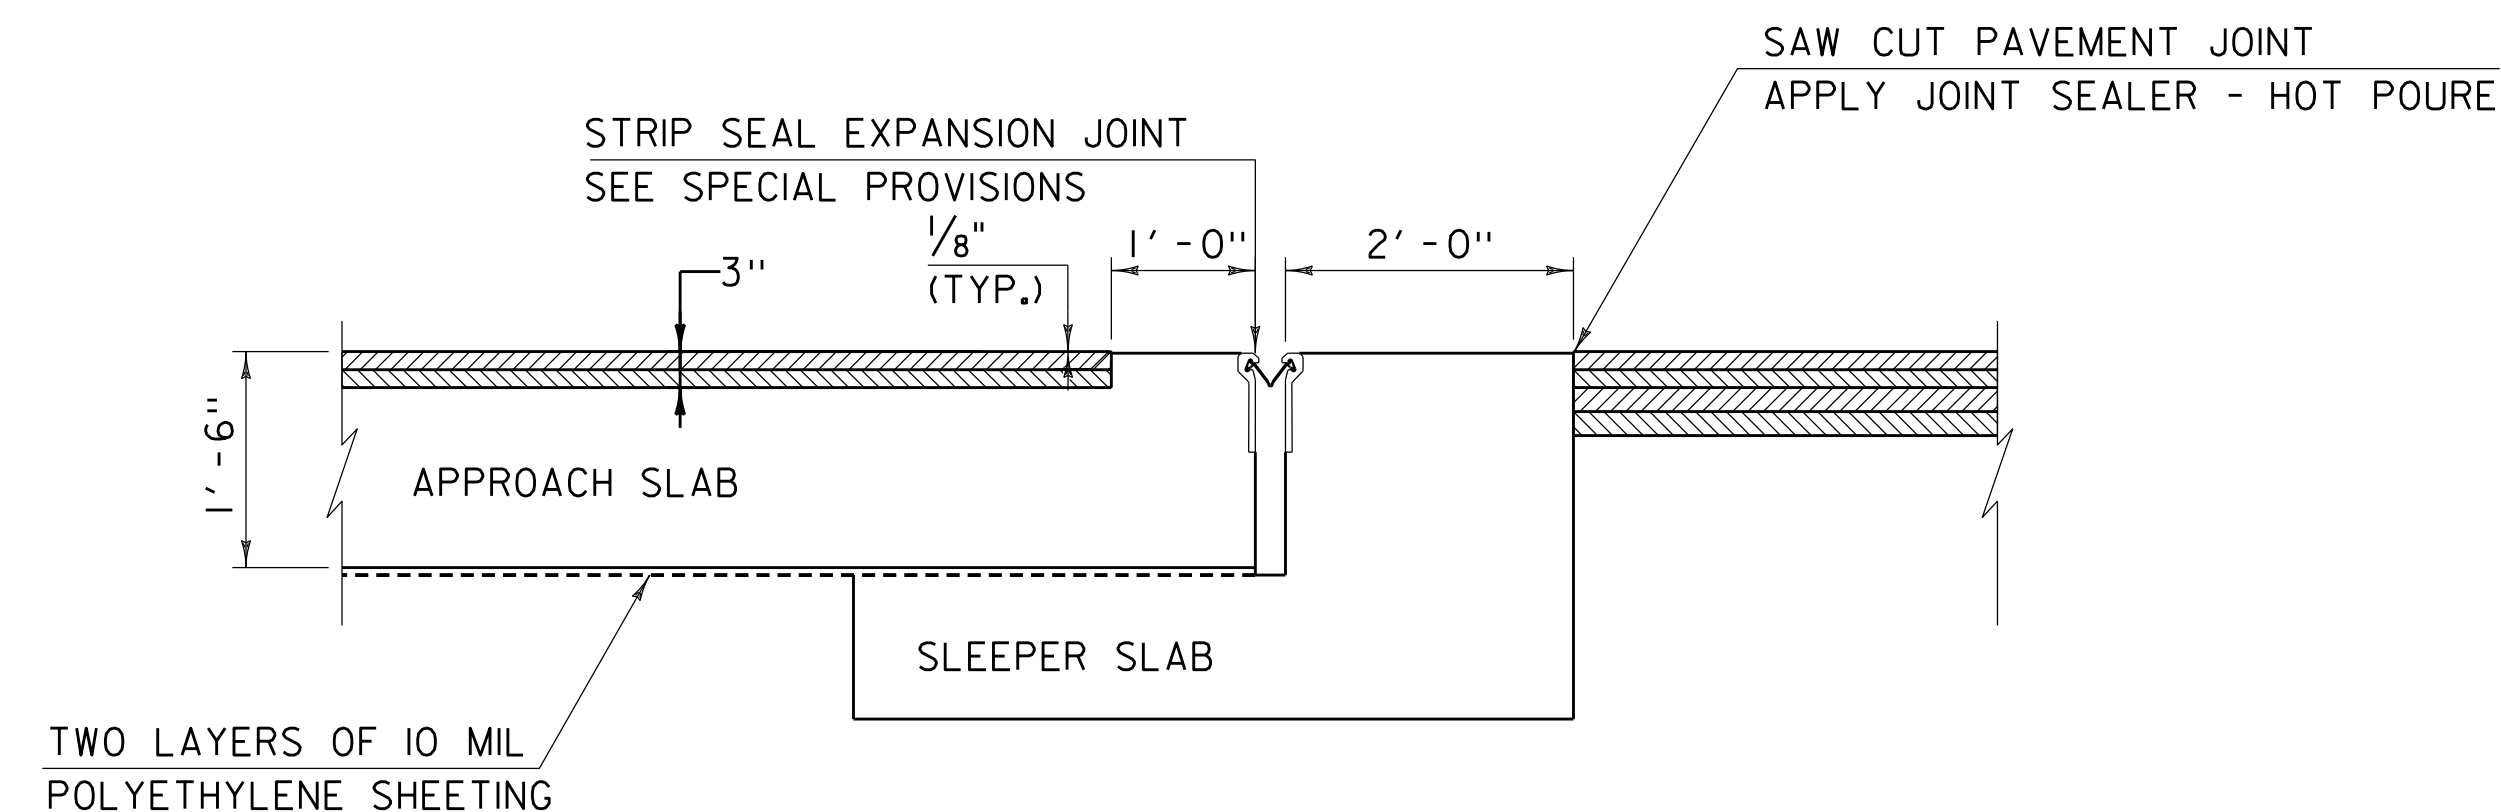 SAW CUT PAVEMENT JOINT
APPLY JOINT SEALER - HOT POURE
STRIP SEAL EXPANSION JOINT
SEE SPECIAL PROVISIONS
1/8"
(TYP.)
1'-0"
2'-0"
3"
1'-6"
APPROACH SLAB
SLEEPER SLAB
TWO LAYERS OF 10 MIL
POLYETHYLENE SHEETING